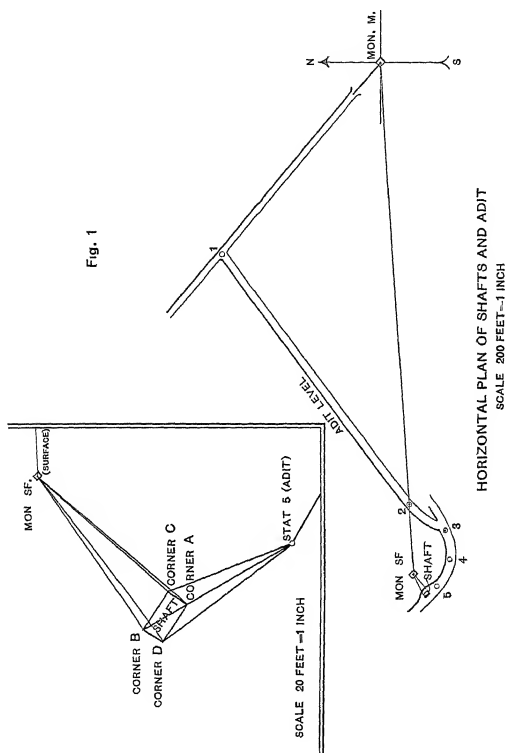 Fig. 1
MON SF.
(SURFACE)
CORNER B
CORNER D
SHAFT
CORNER C
CORNER A
STAT 5 (ADIT)
SCALE 20 FEET=1 INCH
N
MON. M.
S
1
ADIT LEVEL
2
3
4
5
MON SF
SHAFT
HORIZONTAL PLAN OF SHAFTS AND ADIT
SCALE 200 FEET=1 INCH